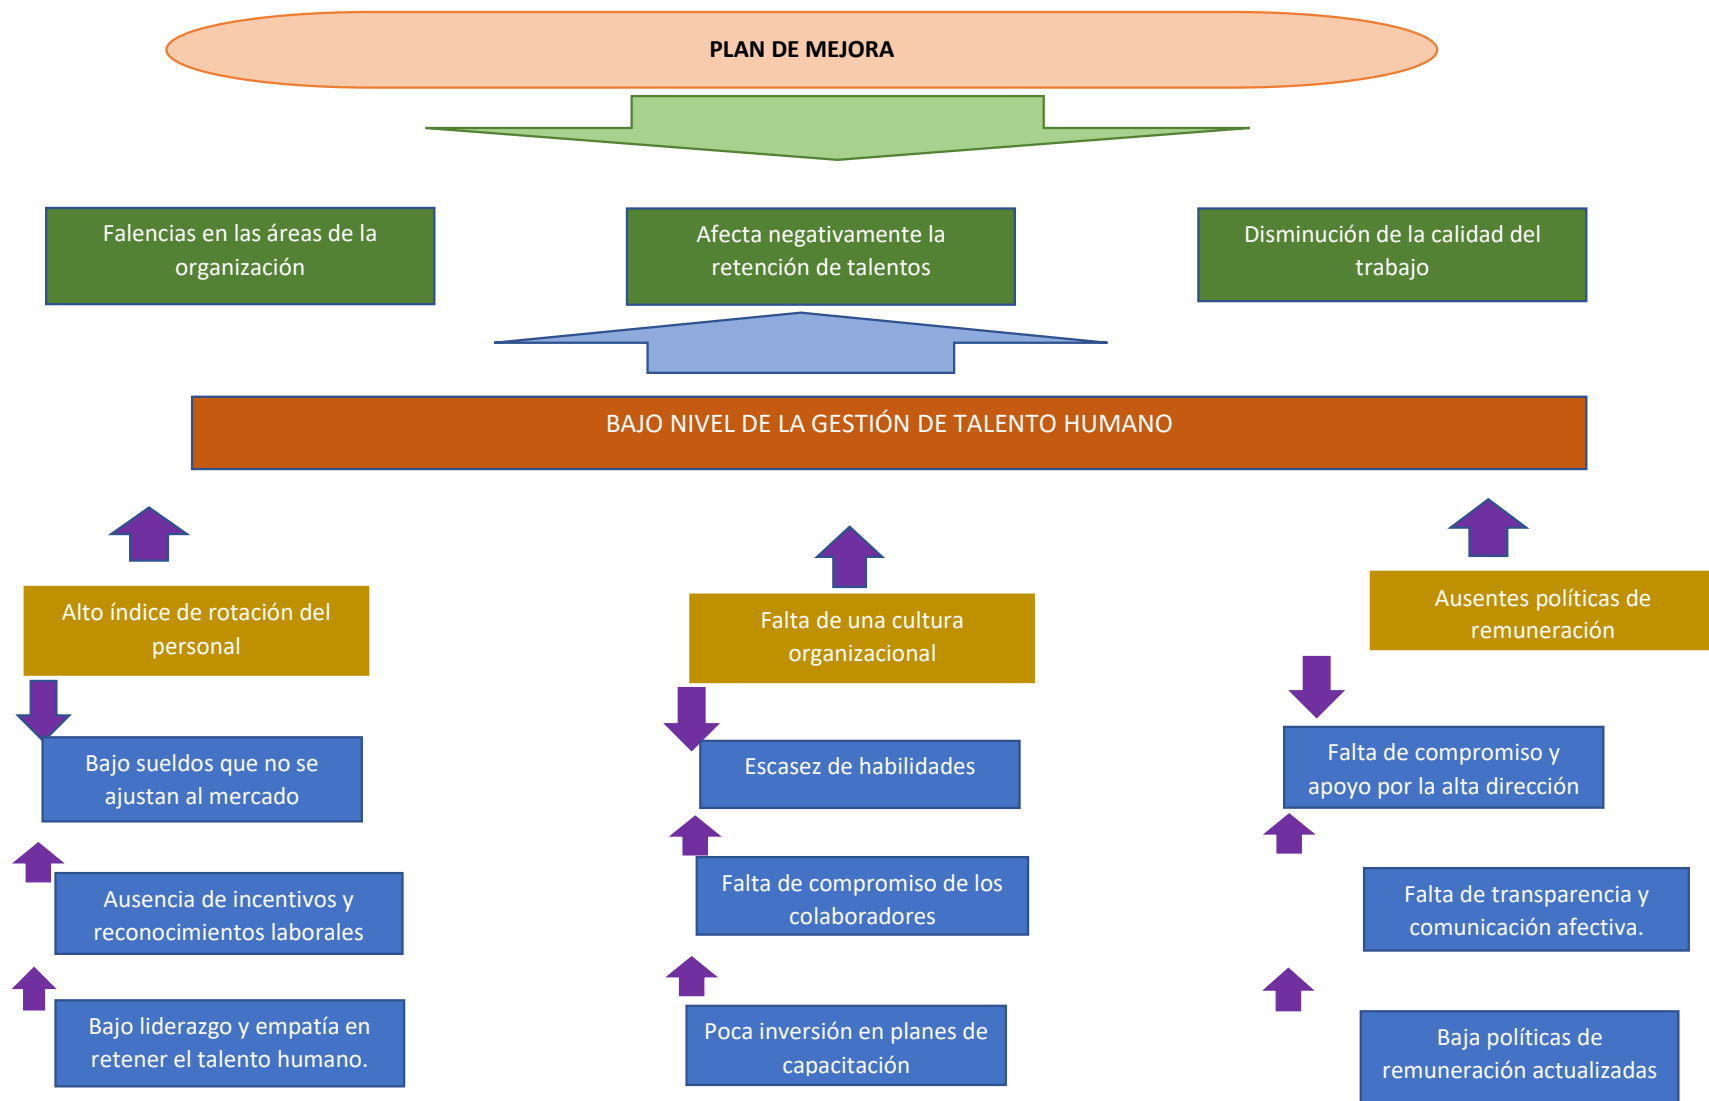 PLAN DE MEJORA
Falencias en las áreas de la
organización
Afecta negativamente la
retención de talentos
Disminución de la calidad del
trabajo
BAJO NIVEL DE LA GESTIÓN DE TALENTO HUMANO
Alto índice de rotación del
personal
Falta de una cultura
organizacional
Ausentes políticas de
remuneración
Bajo sueldos que no se
ajustan al mercado
Escasez de habilidades
Falta de compromiso y
apoyo por la alta dirección
Ausencia de incentivos y
reconocimientos laborales
Falta de compromiso de los
colaboradores
Falta de transparencia y
comunicación afectiva.
Bajo liderazgo y empatía en
retener el talento humano.
Poca inversión en planes de
capacitación
Baja políticas de
remuneración actualizadas